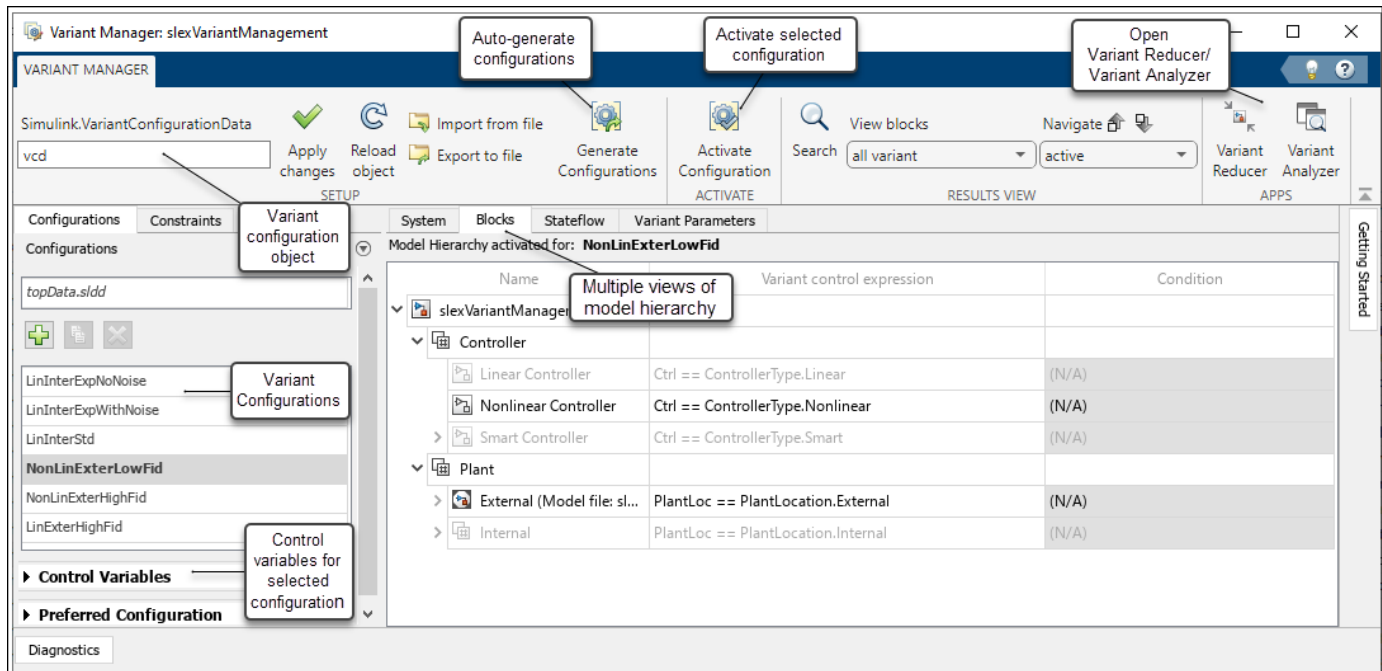 Variant Manager: slexVariantManagement
Auto-generate
configurations
Activate selected
configuration
Open
Variant Reducer/
Variant Analyzer
VARIANT MANAGER
Simulink.VariantConfigurationData
vcd
Apply
changes
Reload
object
Import from file
Export to file
Generate
Configurations
SETUP
Activate
Configuration
ACTIVATE
Search
View blocks
all variant
Navigate
active
RESULTS VIEW
Variant
Reducer
Variant
Analyzer
APPS
Configurations
Constraints
Variant
configuration
object
Configurations
topData.sldd
LinInterExpNoNoise
LinInterExpWithNoise
LinInterStd
NonLinExterLowFid
NonLinExterHighFid
LinExterHighFid
Variant
Configurations
Control
variables for
selected
configuration
Control Variables
Preferred Configuration
System
Blocks
Stateflow
Variant Parameters
Model Hierarchy activated for: NonLinExterLowFid
Multiple views of
model hierarchy
Name
Variant control expression
Condition
slexVariantManager
Controller
Linear Controller
Ctrl == ControllerType.Linear
(N/A)
Nonlinear Controller
Ctrl == ControllerType.Nonlinear
(N/A)
Smart Controller
Ctrl == ControllerType.Smart
(N/A)
Plant
External (Model file: sl...
PlantLoc == PlantLocation.External
(N/A)
Internal
PlantLoc == PlantLocation.Internal
(N/A)
Getting Started
Diagnostics